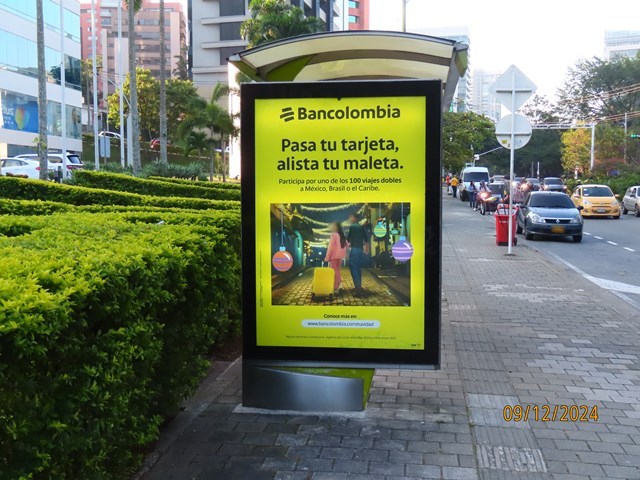 Bancolombia
Pasa tu tarjeta,
alista tu maleta.
Participa por uno de los 100 viajes dobles
a México, Brasil o el Caribe.
Conoce más en:
www.bancolombia.com/navidad
09/12/2024